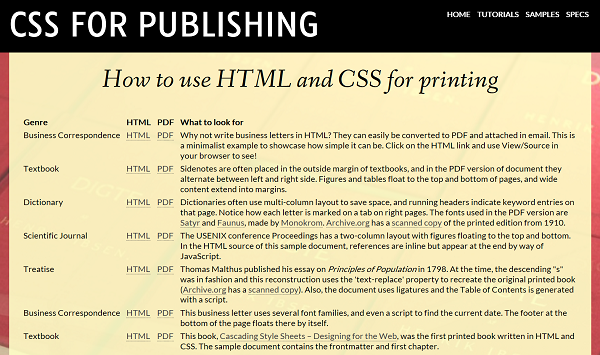 CSS FOR PUBLISHING
HOME TUTORIALS SAMPLES SPECS
How to use HTML and CSS for printing
Genre HTML PDF What to look for
Business Correspondence HTML PDF Why not write business letters in HTML? They can easily be converted to PDF and attached in email. This is
a minimalist example to showcase how simple it can be. Click on the HTML link and use View/Source in
your browser to see!
Textbook HTML PDF Sidenotes are often placed in the outside margin of textbooks, and in the PDF version of document they
alternate between left and right side. Figures and tables float to the top and bottom of pages, and wide
content extend into margins.
Dictionary HTML PDF Dictionaries often use multi-column layout to save space, and running headers indicate keyword entries on
that page. Notice how each letter is marked on a tab on right pages. The fonts used in the PDF version are
Satyr and Faunus, made by Monokrom. Archive.org has a scanned copy of the printed edition from 1910.
Scientific Journal HTML PDF The USENIX conference Proceedings has a two-column layout with figures floating to the top and bottom.
In the HTML source of this sample document, references are inline but appear at the end by way of
JavaScript.
Treatise HTML PDF Thomas Malthus published his essay on Principles of Population in 1798. At the time, the descending "s"
was in fashion and this reconstruction uses the 'text-replace' property to recreate the original printed book
(Archive.org has a scanned copy). Also, the document uses ligatures and the Table of Contents is generated
with a script.
Business Correspondence HTML PDF This business letter uses several font families, and even a script to find the current date. The footer at the
bottom of the page floats there by itself.
Textbook HTML PDF This book, Cascading Style Sheets – Designing for the Web, was the first printed book written in HTML and
CSS. The sample document contains the frontmatter and first chapter.